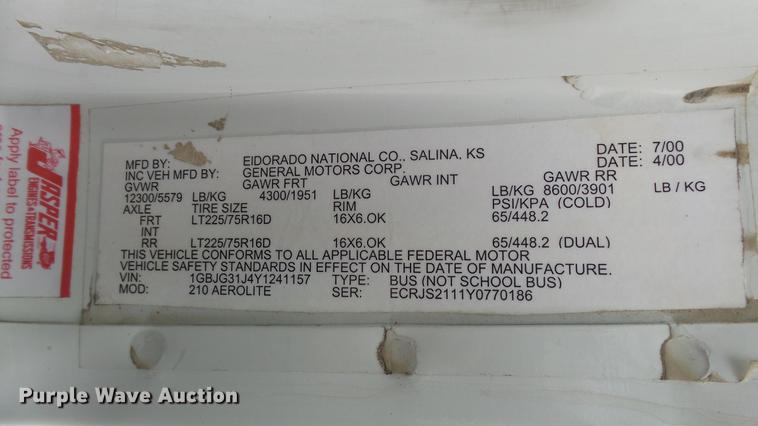 MFD BY: EIDORADO NATIONAL CO., SALINA, KS DATE: 7/00
INC VEH MFD BY: GENERAL MOTORS CORP. DATE: 4/00
GVWR GAWR FRT GAWR INT GAWR RR
12300/5579 LB/KG 4300/1951 LB/KG LB/KG 8600/3901 LB / KG
AXLE TIRE SIZE RIM PSI/KPA (COLD)
FRT LT225/75R16D 16X6.OK 65/448.2
INT
RR LT225/75R16D 16X6.OK 65/448.2 (DUAL)
THIS VEHICLE CONFORMS TO ALL APPLICABLE FEDERAL MOTOR
VEHICLE SAFETY STANDARDS IN EFFECT ON THE DATE OF MANUFACTURE.
VIN: 1GBJG31J4Y1241157 TYPE: BUS (NOT SCHOOL BUS)
MOD: 210 AEROLITE SER: ECRJS2111Y0770186
Apply label to protected
JASPER
ENGINES & TRANSMISSIONS
Purple Wave Auction